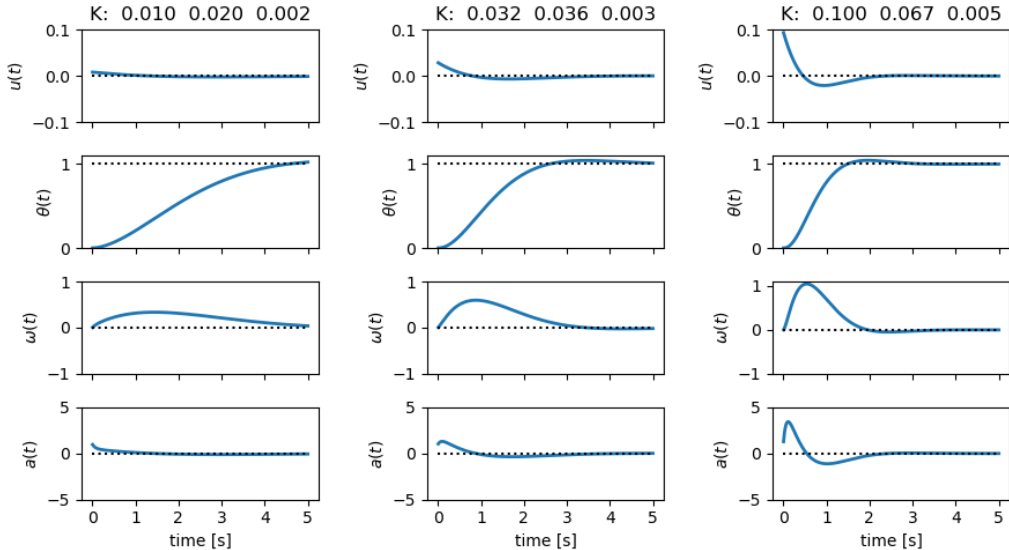 K: 0.010 0.020 0.002
K: 0.032 0.036 0.003
K: 0.100 0.067 0.005
u(t)
0.1
0.0
−0.1
u(t)
0.1
0.0
−0.1
u(t)
0.1
0.0
−0.1
θ(t)
1
0
θ(t)
1
0
θ(t)
1
0
ω(t)
1
0
−1
ω(t)
1
0
−1
ω(t)
1
0
−1
a(t)
5
0
−5
0 1 2 3 4 5
time [s]
a(t)
5
0
−5
0 1 2 3 4 5
time [s]
a(t)
5
0
−5
0 1 2 3 4 5
time [s]